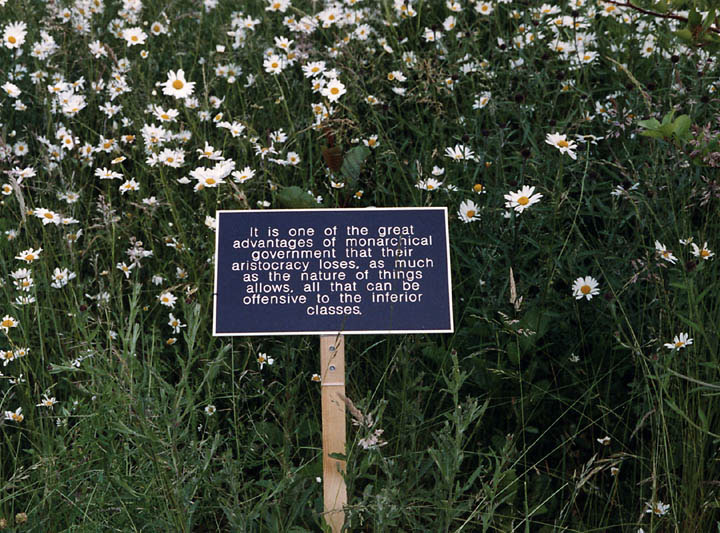 It is one of the great
advantages of monarchical
government that their
aristocracy loses, as much
as the nature of things
allows, all that can be
offensive to the inferior
classes.